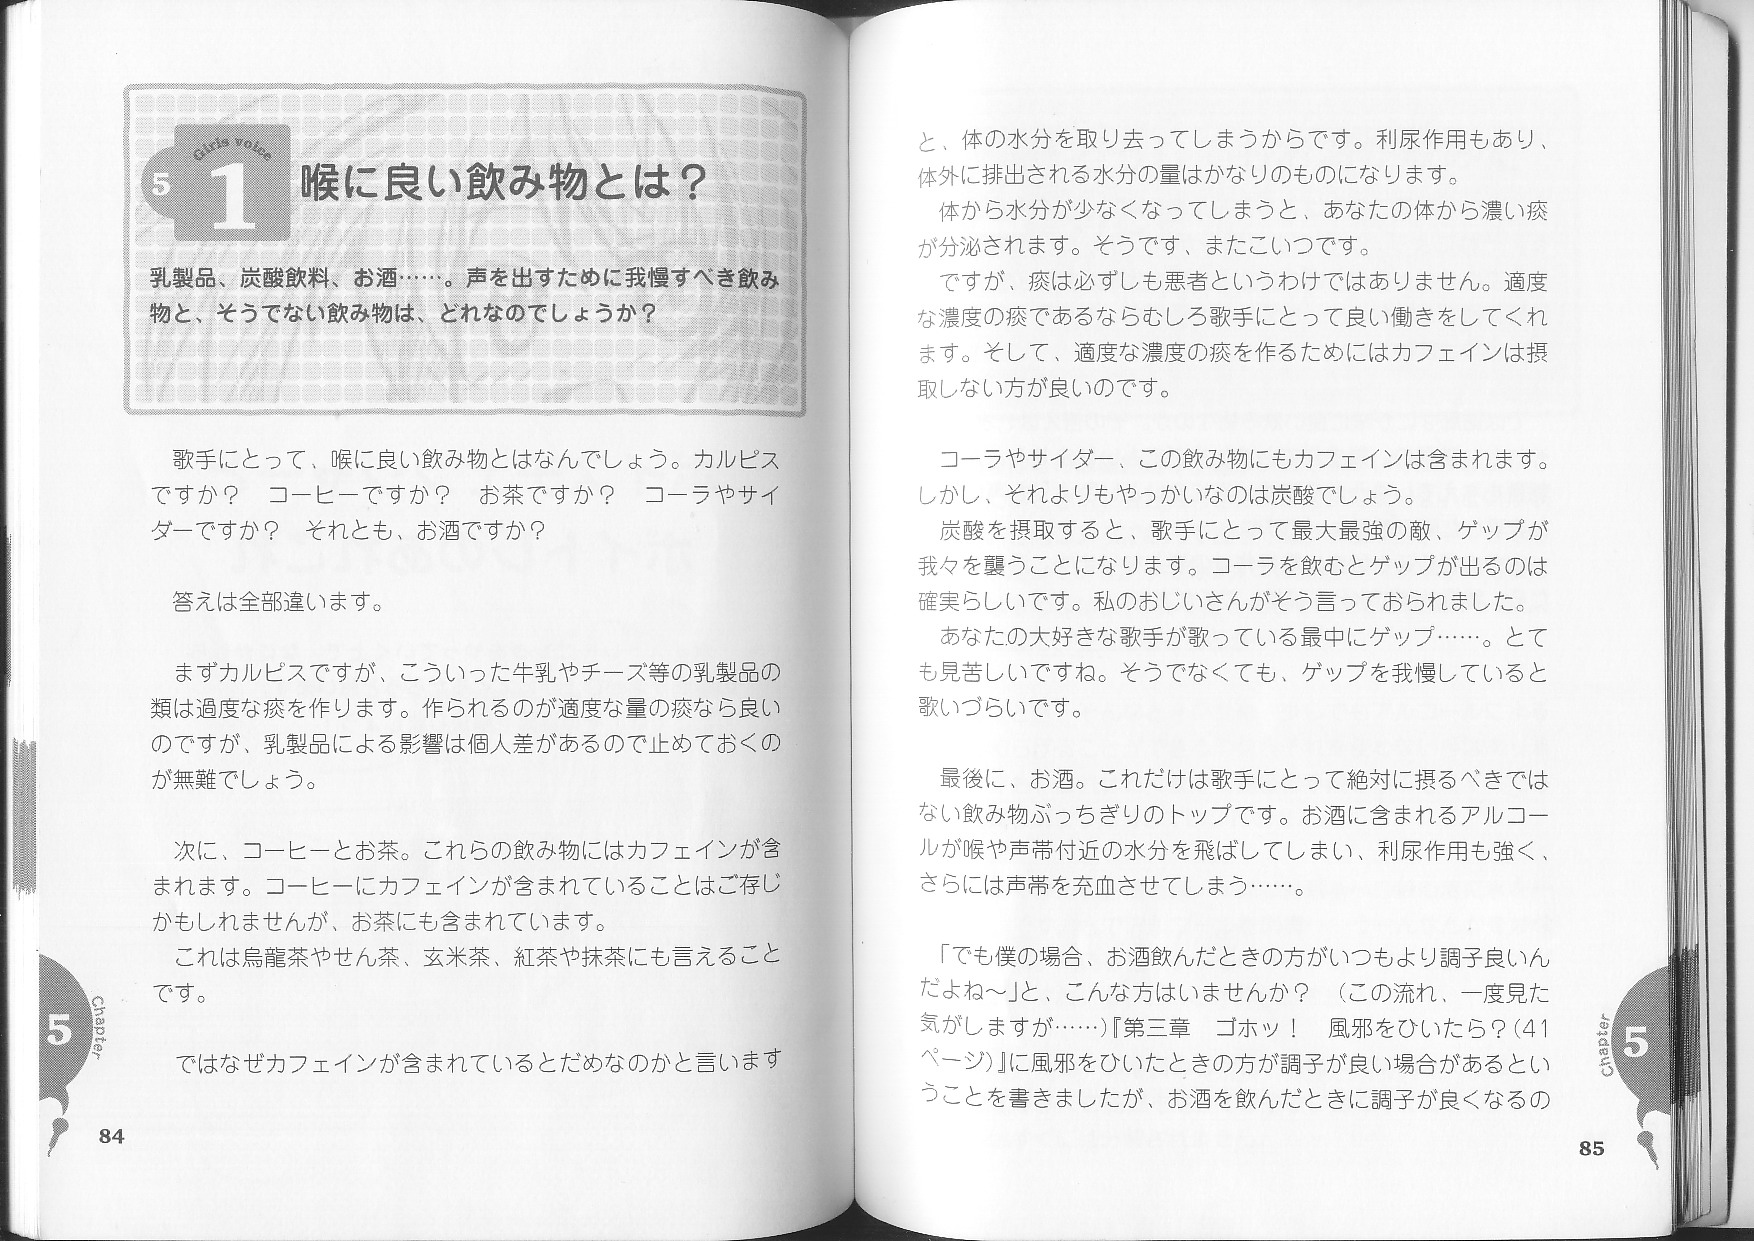 Girls voice
5
1
喉に良い飲み物とは？
乳製品、炭酸飲料、お酒……。声を出すために我慢すべき飲み
物と、そうでない飲み物は、どれなのでしょうか？
歌手にとって、喉に良い飲み物とはなんでしょう。カルピス
ですか？　コーヒーですか？　お茶ですか？　コーラやサイ
ダーですか？　それとも、お酒ですか？
答えは全部違います。
まずカルピスですが、こういった牛乳やチーズ等の乳製品の
類は過度な痰を作ります。作られるのが適度な量の痰なら良い
のですが、乳製品による影響は個人差があるので止めておくの
が無難でしょう。
次に、コーヒーとお茶。これらの飲み物にはカフェインが含
まれます。コーヒーにカフェインが含まれていることはご存じ
かもしれませんが、お茶にも含まれています。
これは烏龍茶やせん茶、玄米茶、紅茶や抹茶にも言えること
です。
ではなぜカフェインが含まれているとだめなのかと言います
5
Chapter
84
と、体の水分を取り去ってしまうからです。利尿作用もあり、
体外に排出される水分の量はかなりのものになります。
体から水分が少なくなってしまうと、あなたの体から濃い痰
が分泌されます。そうです、またこいつです。
ですが、痰は必ずしも悪者というわけではありません。適度
な濃度の痰であるならむしろ歌手にとって良い働きをしてくれ
ます。そして、適度な濃度の痰を作るためにはカフェインは摂
取しない方が良いのです。
コーラやサイダー、この飲み物にもカフェインは含まれます。
しかし、それよりもやっかいなのは炭酸でしょう。
炭酸を摂取すると、歌手にとって最大最強の敵、ゲップが
我々を襲うことになります。コーラを飲むとゲップが出るのは
確実らしいです。私のおじいさんがそう言っておられました。
あなたの大好きな歌手が歌っている最中にゲップ……。とて
も見苦しいですね。そうでなくても、ゲップを我慢していると
歌いづらいです。
最後に、お酒。これだけは歌手にとって絶対に摂るべきでは
ない飲み物ぶっちぎりのトップです。お酒に含まれるアルコー
ルが喉や声帯付近の水分を飛ばしてしまい、利尿作用も強く、
さらには声帯を充血させてしまう……。
「でも僕の場合、お酒飲んだときの方がいつもより調子良いん
だよね〜」と、こんな方はいませんか？　（この流れ、一度見た
気がしますが……）『第三章　ゴホッ！　風邪をひいたら？（41
ページ）』に風邪をひいたときの方が調子が良い場合があるとい
うことを書きましたが、お酒を飲んだときに調子が良くなるの
Chapter
5
85